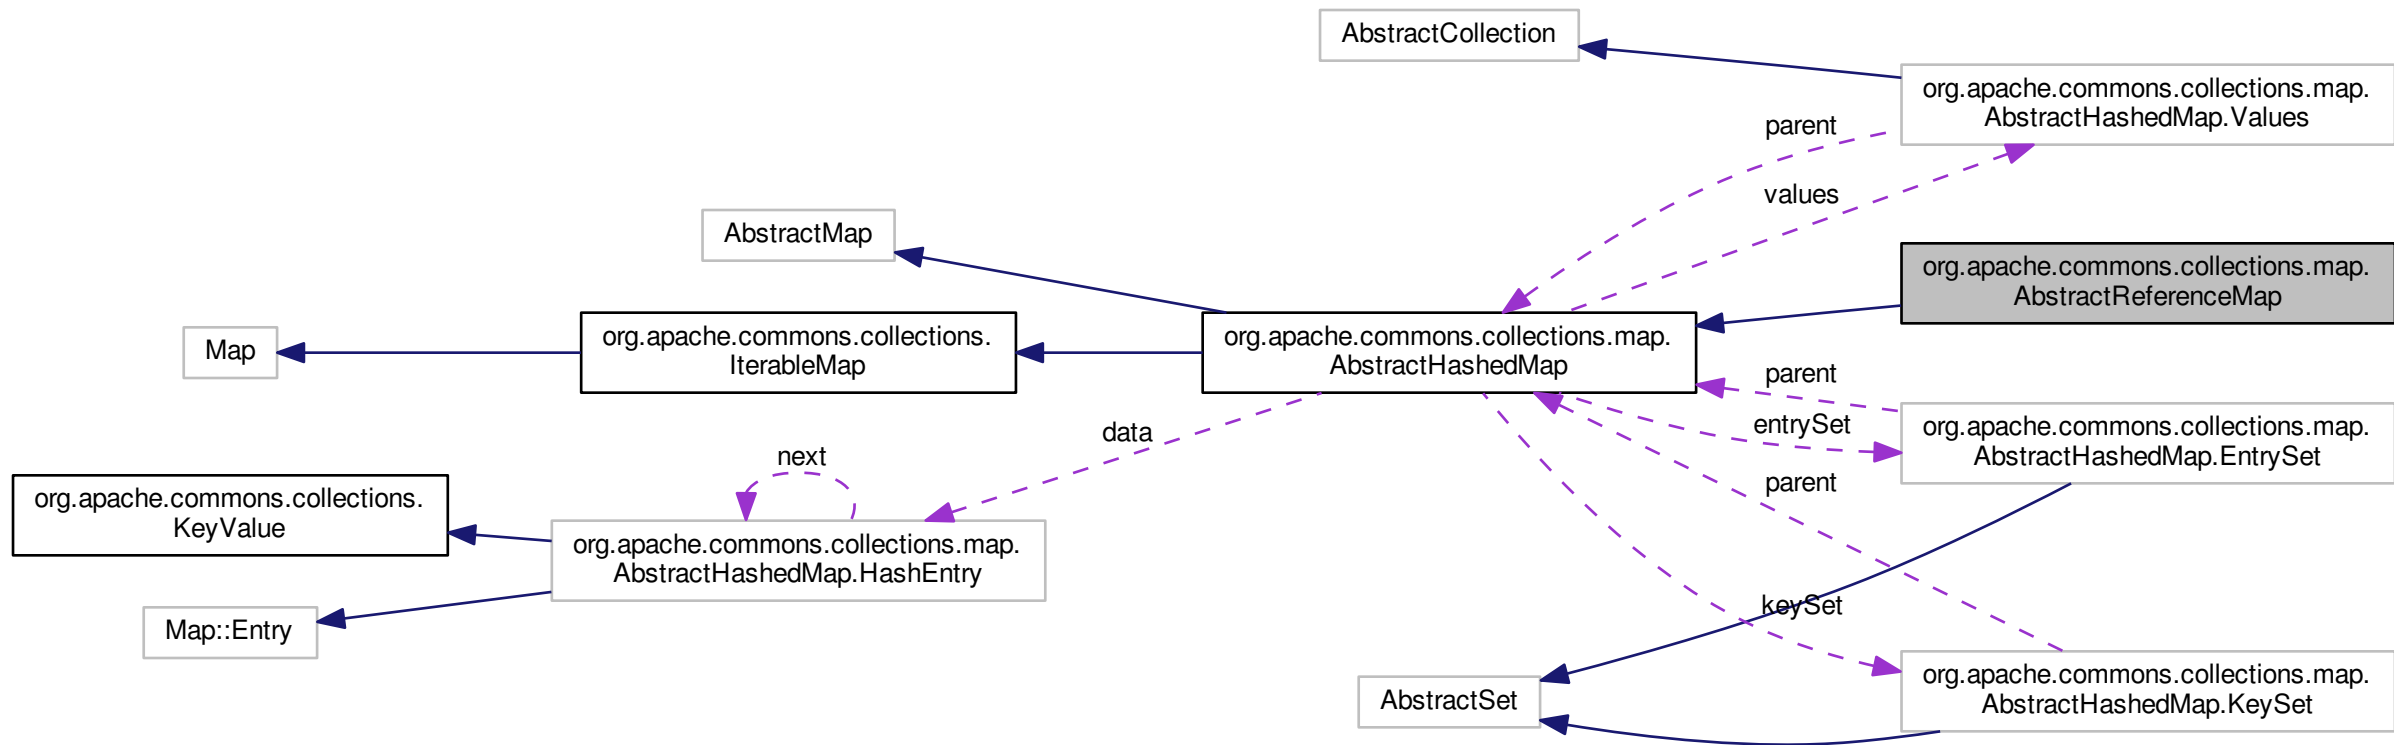 AbstractCollection
org.apache.commons.collections.map.
AbstractHashedMap.Values
parent
values
AbstractMap
org.apache.commons.collections.map.
AbstractReferenceMap
Map
org.apache.commons.collections.
IterableMap
org.apache.commons.collections.map.
AbstractHashedMap
parent
entrySet
org.apache.commons.collections.map.
AbstractHashedMap.EntrySet
data
next
parent
org.apache.commons.collections.
KeyValue
org.apache.commons.collections.map.
AbstractHashedMap.HashEntry
keySet
Map::Entry
AbstractSet
org.apache.commons.collections.map.
AbstractHashedMap.KeySet